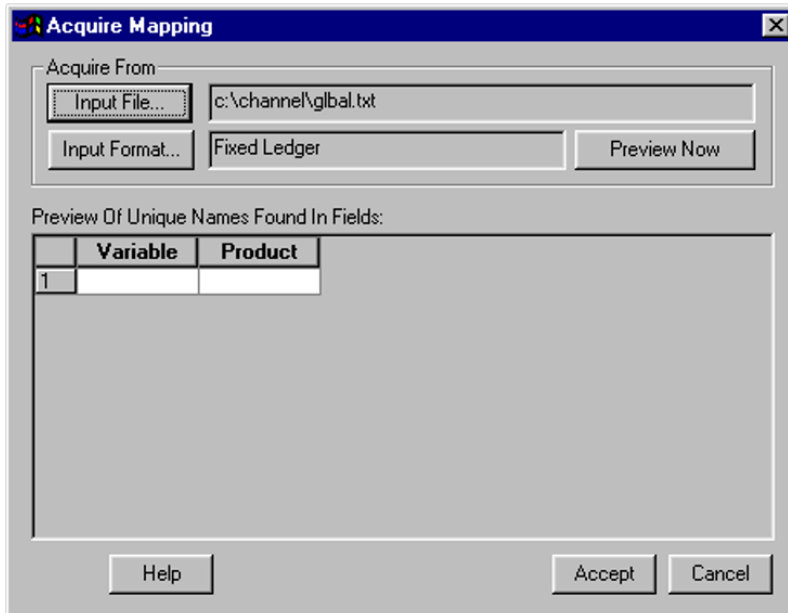 Acquire Mapping
Acquire From
Input File... c:\channel\glbal.txt
Input Format... Fixed Ledger Preview Now
Preview Of Unique Names Found In Fields:
Variable Product
1
Help Accept Cancel